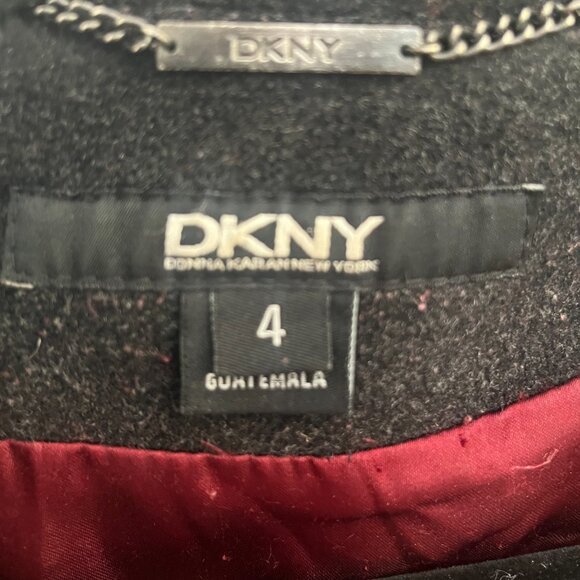 DKNY
DKNY
DONNA KARAN NEW YORK
4
GUATEMALA